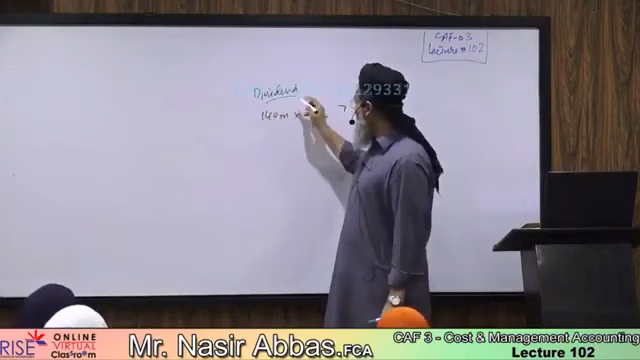 CAF-03
Lecture # 102
Dividend
140m x
RISE
ONLINE
VIRTUAL
Classroom
Mr. Nasir Abbas.FCA
CAF 3 - Cost & Management Accounting
Lecture 102